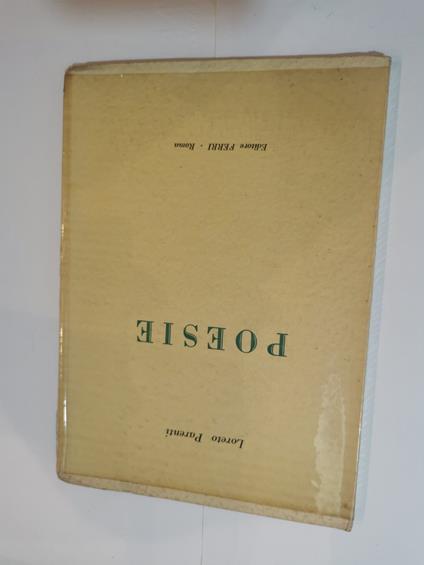 Loreto Parenti
POESIE
Editore FERRI - Roma